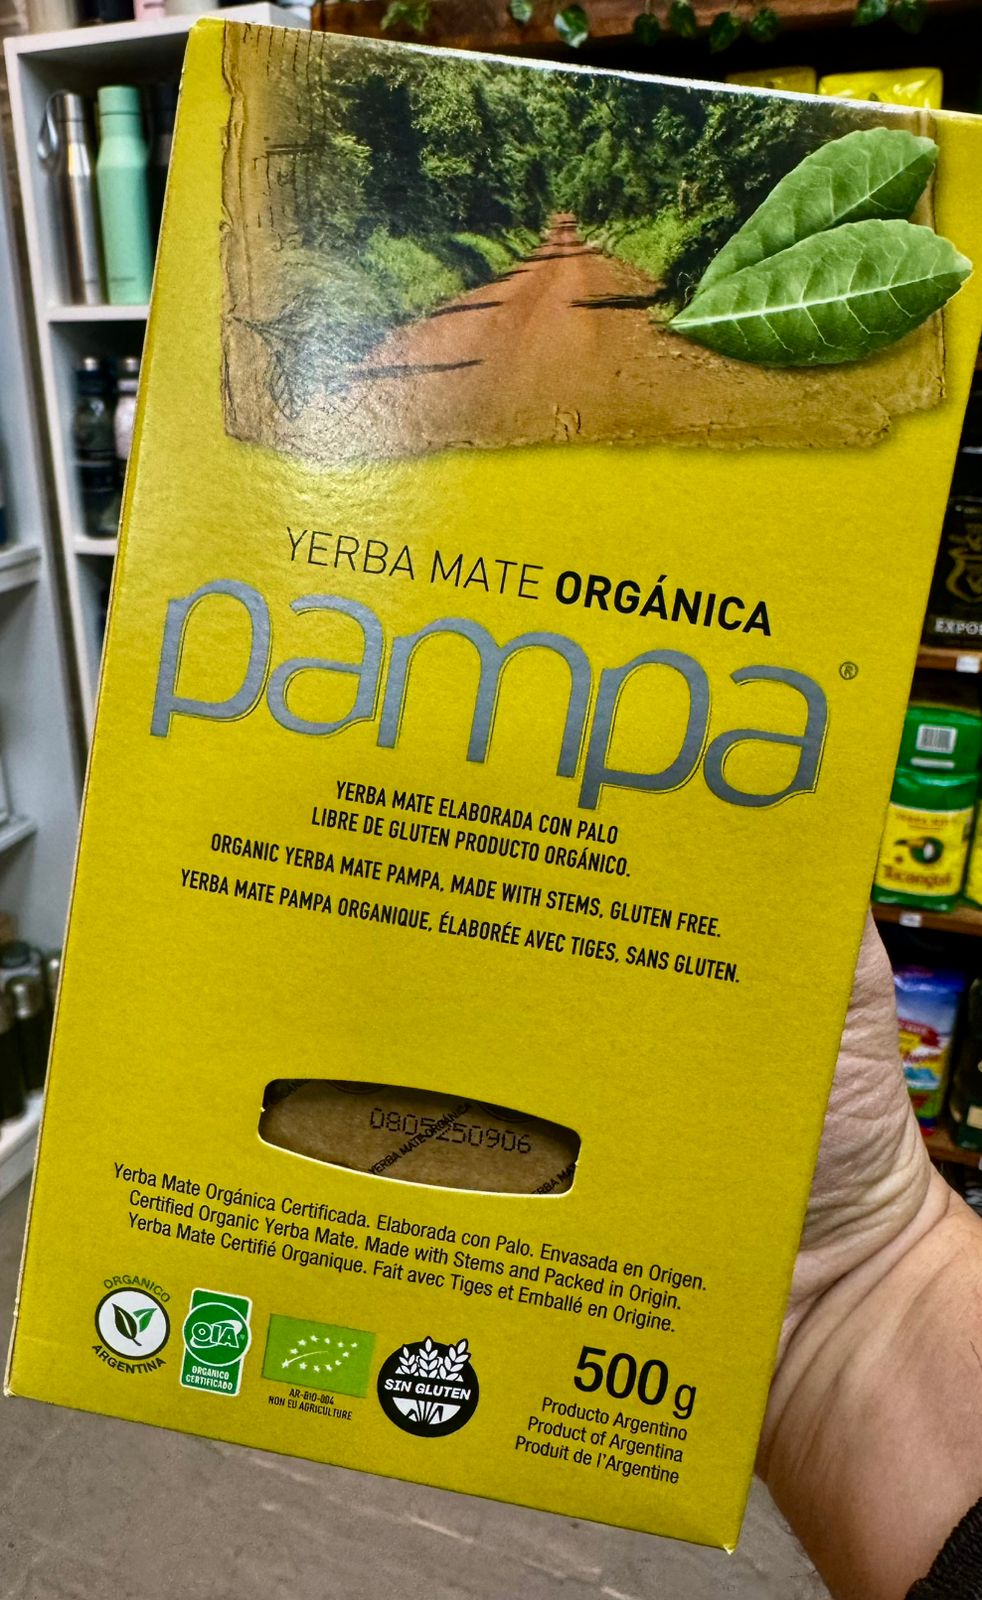 YERBA MATE ORGÁNICA
pampa®
YERBA MATE ELABORADA CON PALO
LIBRE DE GLUTEN PRODUCTO ORGÁNICO.
ORGANIC YERBA MATE PAMPA, MADE WITH STEMS, GLUTEN FREE.
YERBA MATE PAMPA ORGANIQUE, ÉLABORÉE AVEC TIGES, SANS GLUTEN.
0805250906
YERBA MATE ORGÁNICA
Yerba Mate Orgánica Certificada. Elaborada con Palo. Envasada en Origen.
Certified Organic Yerba Mate. Made with Stems and Packed in Origin.
Yerba Mate Certifié Organique. Fait avec Tiges et Emballé en Origine.
ORGANICO
ARGENTINA
OIA
ORGANICO
CERTIFICADO
AR-BIO-004
NON EU AGRICULTURE
SIN GLUTEN
500 g
Producto Argentino
Product of Argentina
Produit de l'Argentine